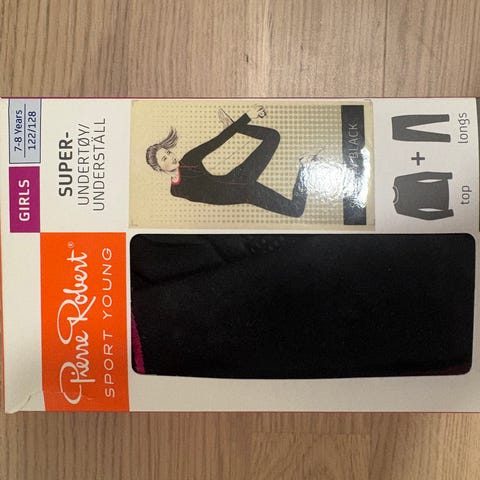 7-8 Years
122/128
GIRLS
SUPER-
UNDERTØY/
UNDERSTÄLL
BLACK
top
+
longs
Pierre Robert®
SPORT YOUNG